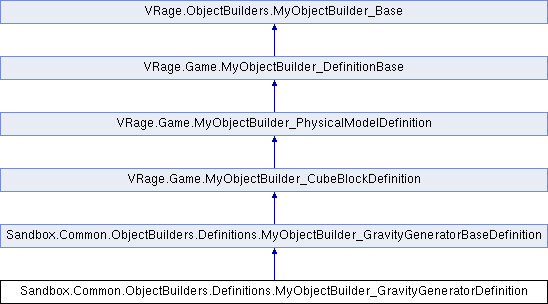 VRage.ObjectBuilders.MyObjectBuilder_Base
VRage.Game.MyObjectBuilder_DefinitionBase
VRage.Game.MyObjectBuilder_PhysicalModelDefinition
VRage.Game.MyObjectBuilder_CubeBlockDefinition
Sandbox.Common.ObjectBuilders.Definitions.MyObjectBuilder_GravityGeneratorBaseDefinition
Sandbox.Common.ObjectBuilders.Definitions.MyObjectBuilder_GravityGeneratorDefinition